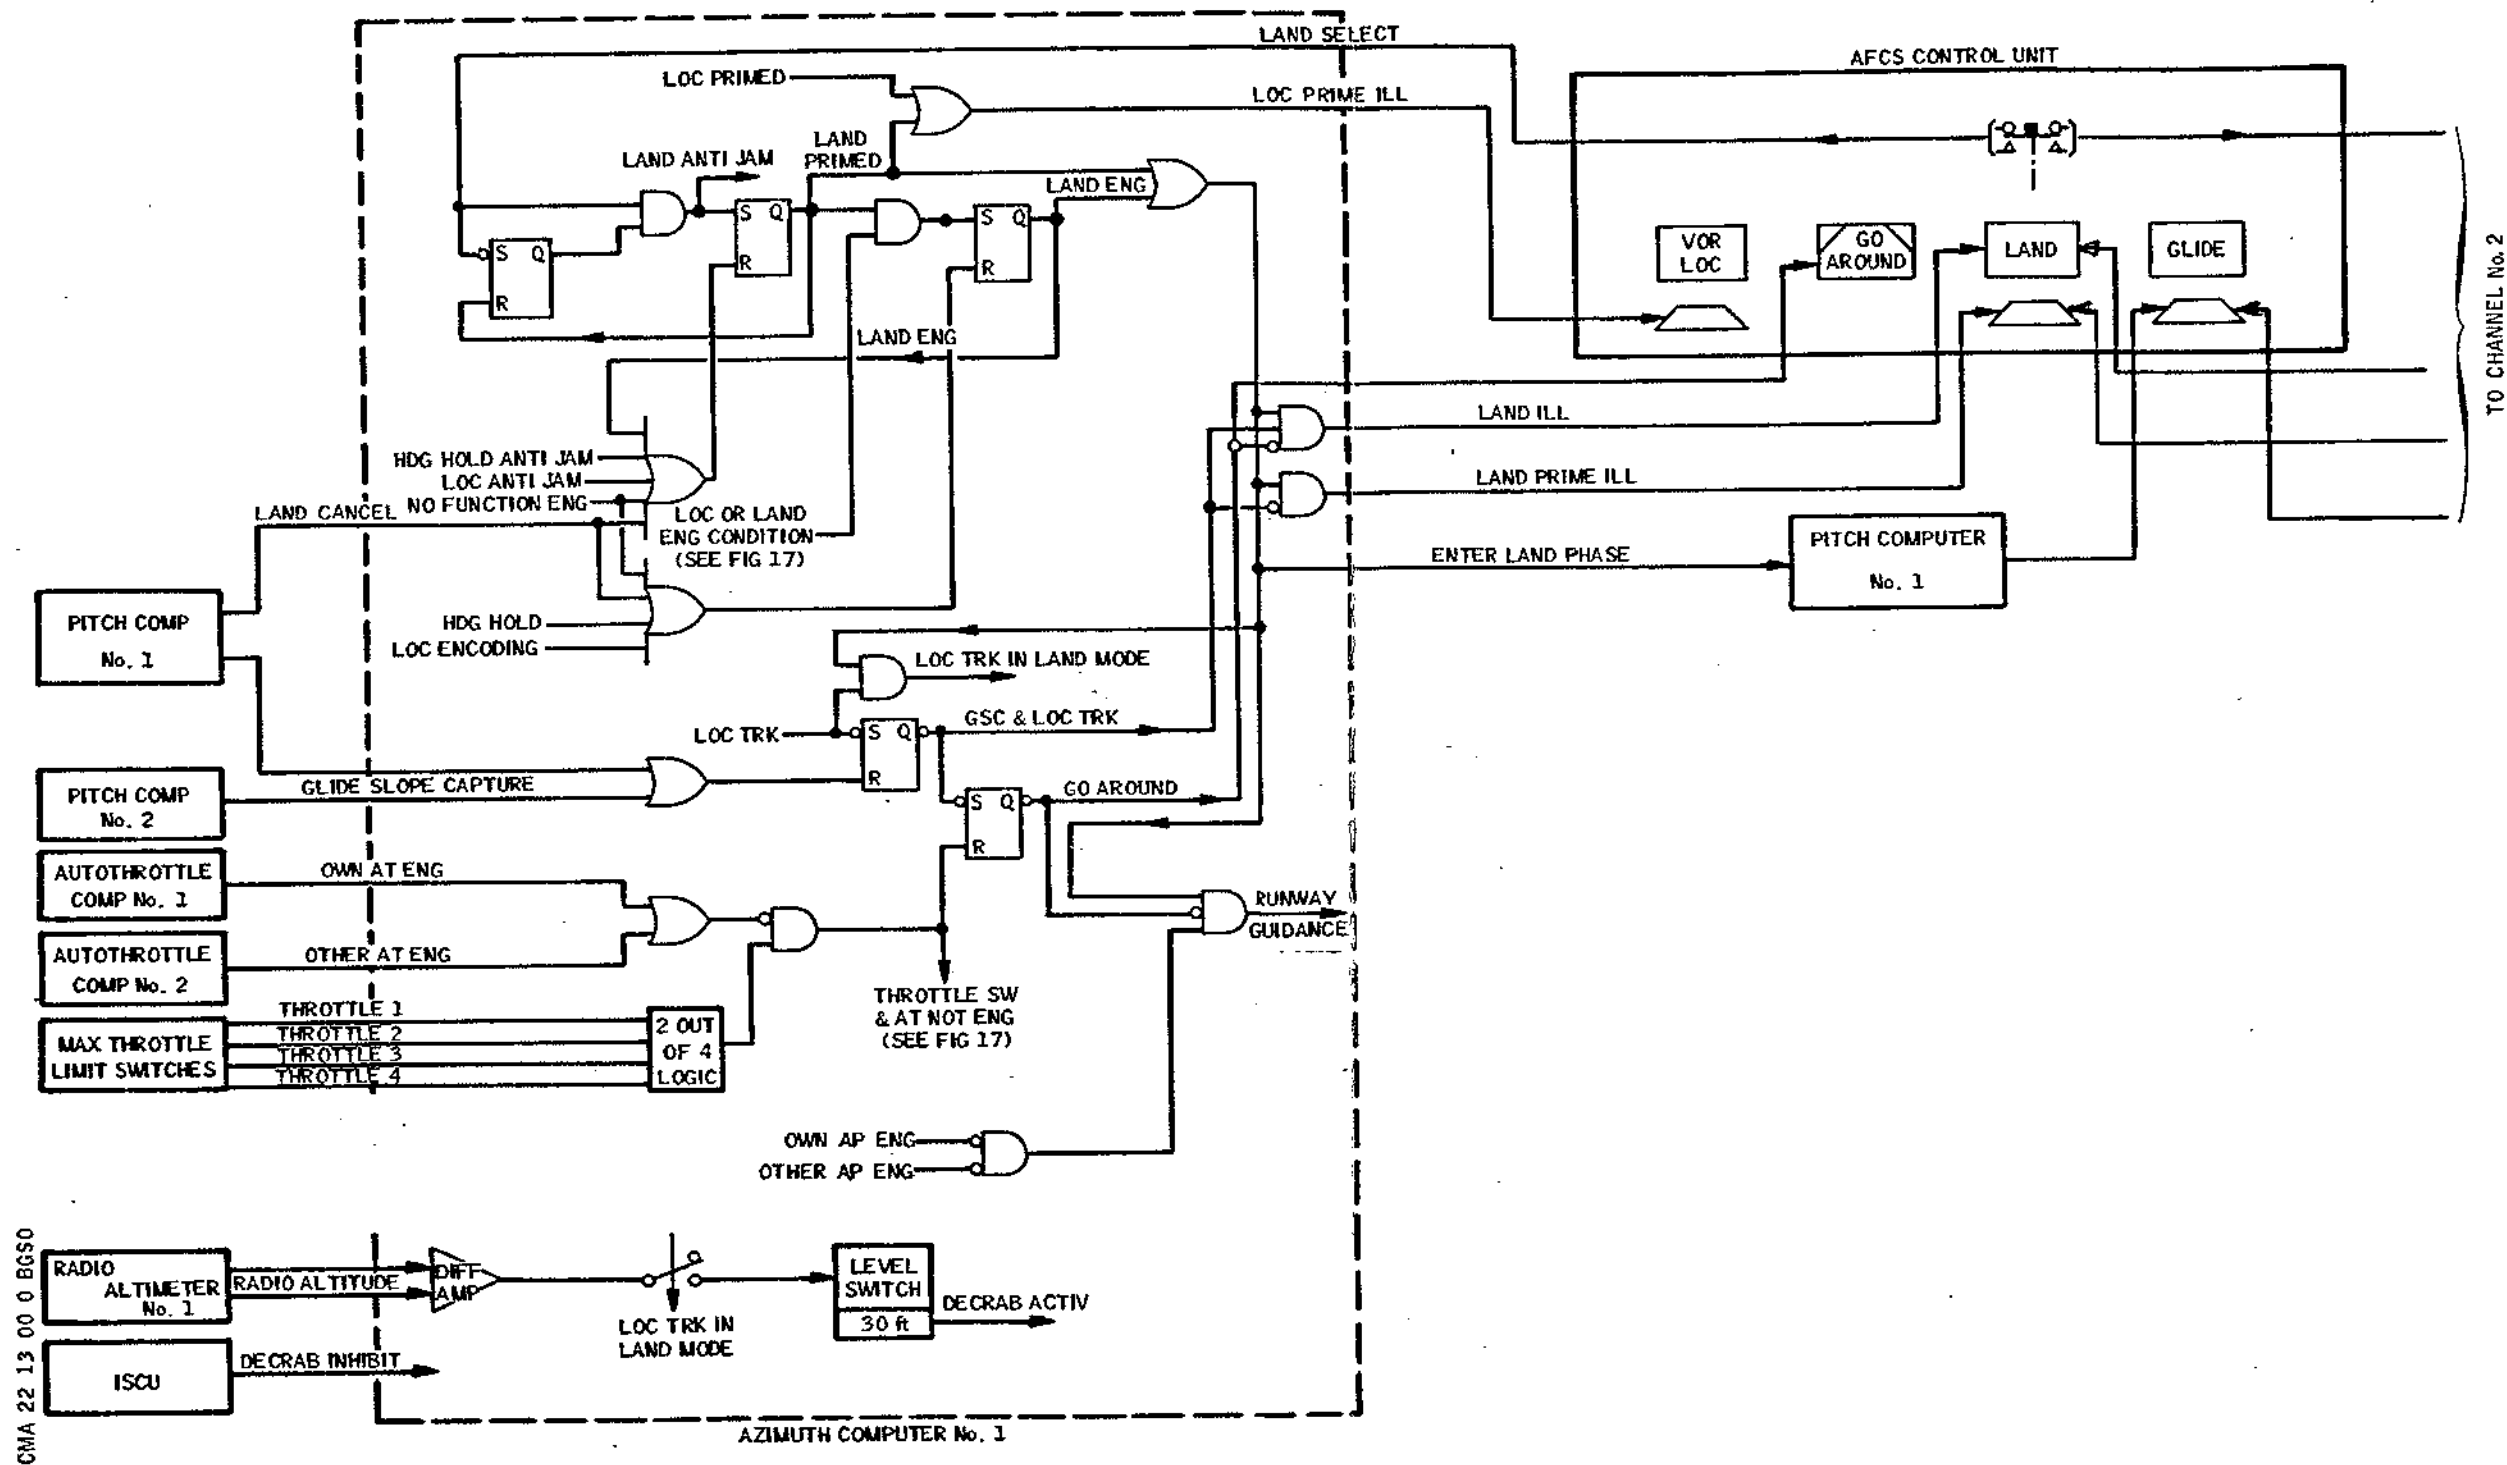 LAND SELECT
AFCS CONTROL UNIT
LOC PRIMED
LOC PRIME ILL
LAND
PRIMED
LAND ANTI JAM
LAND ENG
S Q
R
S Q
R
S Q
R
VOR
LOC
GO
AROUND
LAND
GLIDE
TO CHANNEL No. 2
LAND ENG
LAND ILL
HDG HOLD ANTI JAM
LOC ANTI JAM
NO FUNCTION ENG
LAND CANCEL
LAND PRIME ILL
LOC OR LAND
ENG CONDITION
(SEE FIG 17)
ENTER LAND PHASE
PITCH COMPUTER
No. 1
PITCH COMP
No. 1
HDG HOLD
LOC ENCODING
LOC TRK IN LAND MODE
GSC & LOC TRK
LOC TRK
S Q
R
PITCH COMP
No. 2
GLIDE SLOPE CAPTURE
GO AROUND
S Q
R
AUTOTHROTTLE
COMP No. 1
OWN AT ENG
RUNWAY
GUIDANCE
AUTOTHROTTLE
COMP No. 2
OTHER AT ENG
MAX THROTTLE
LIMIT SWITCHES
THROTTLE 1
THROTTLE 2
THROTTLE 3
THROTTLE 4
2 OUT
OF 4
LOGIC
THROTTLE SW
& AT NOT ENG
(SEE FIG 17)
OWN AP ENG
OTHER AP ENG
RADIO
ALTIMETER
No. 1
RADIO ALTITUDE
DIFF
AMP
LOC TRK IN
LAND MODE
LEVEL
SWITCH
30 ft
DECRAB ACTIV
ISCU
DECRAB INHIBIT
AZIMUTH COMPUTER No. 1
CMA 22 13 00 0 BGS0